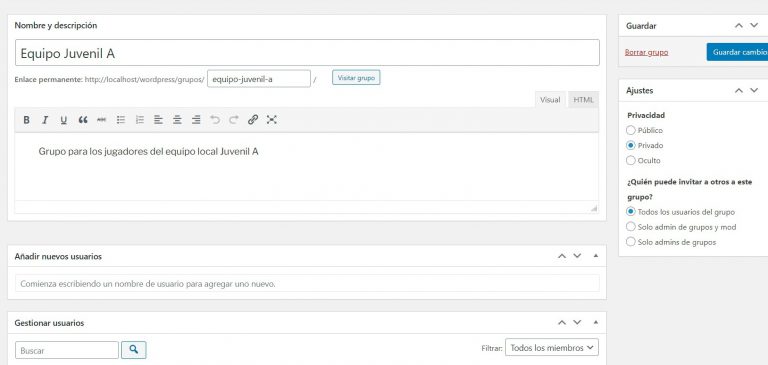 Nombre y descripción
Equipo Juvenil A
Enlace permanente: http://localhost/wordpress/grupos/ equipo-juvenil-a / Visitar grupo
Visual HTML
B I U ABC
Grupo para los jugadores del equipo local Juvenil A
Añadir nuevos usuarios
Comienza escribiendo un nombre de usuario para agregar uno nuevo.
Gestionar usuarios
Buscar
Filtrar: Todos los miembros
Guardar
Borrar grupo Guardar cambio
Ajustes
Privacidad
Público
Privado
Oculto
¿Quién puede invitar a otros a este
grupo?
Todos los usuarios del grupo
Solo admin de grupos y mod
Solo admins de grupos